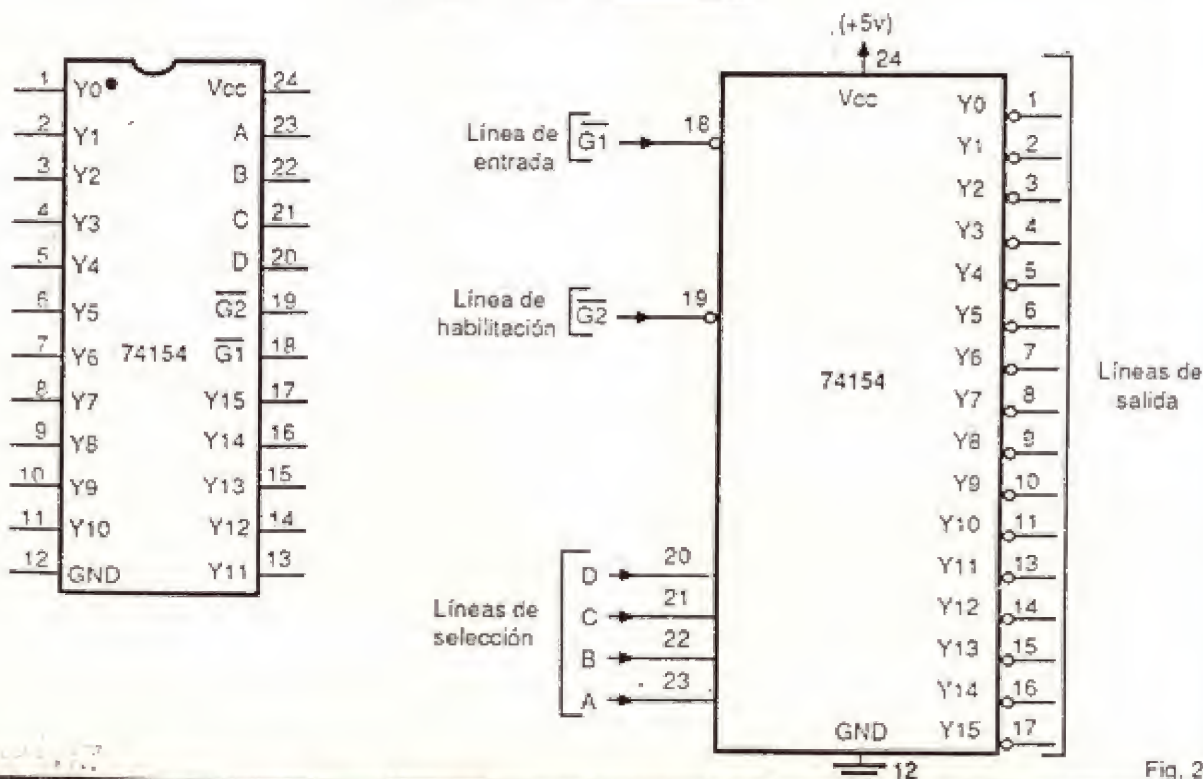 1 Y0 Vcc 24
2 Y1 A 23
3 Y2 B 22
4 Y3 C 21
5 Y4 D 20
6 Y5 G2 19
7 Y6 74154 G1 18
8 Y7 Y15 17
9 Y8 Y14 16
10 Y9 Y13 15
11 Y10 Y12 14
12 GND Y11 13
(+5v)
24
Vcc
Línea de
entrada
G1
18
Línea de
habilitación
G2
19
74154
Líneas de
selección
D 20
C 21
B 22
A 23
GND
12
Y0 1
Y1 2
Y2 3
Y3 4
Y4 5
Y5 6
Y6 7
Y7 8
Y8 9
Y9 10
Y10 11
Y11 13
Y12 14
Y13 15
Y14 16
Y15 17
Líneas de
salida
Fig. 2